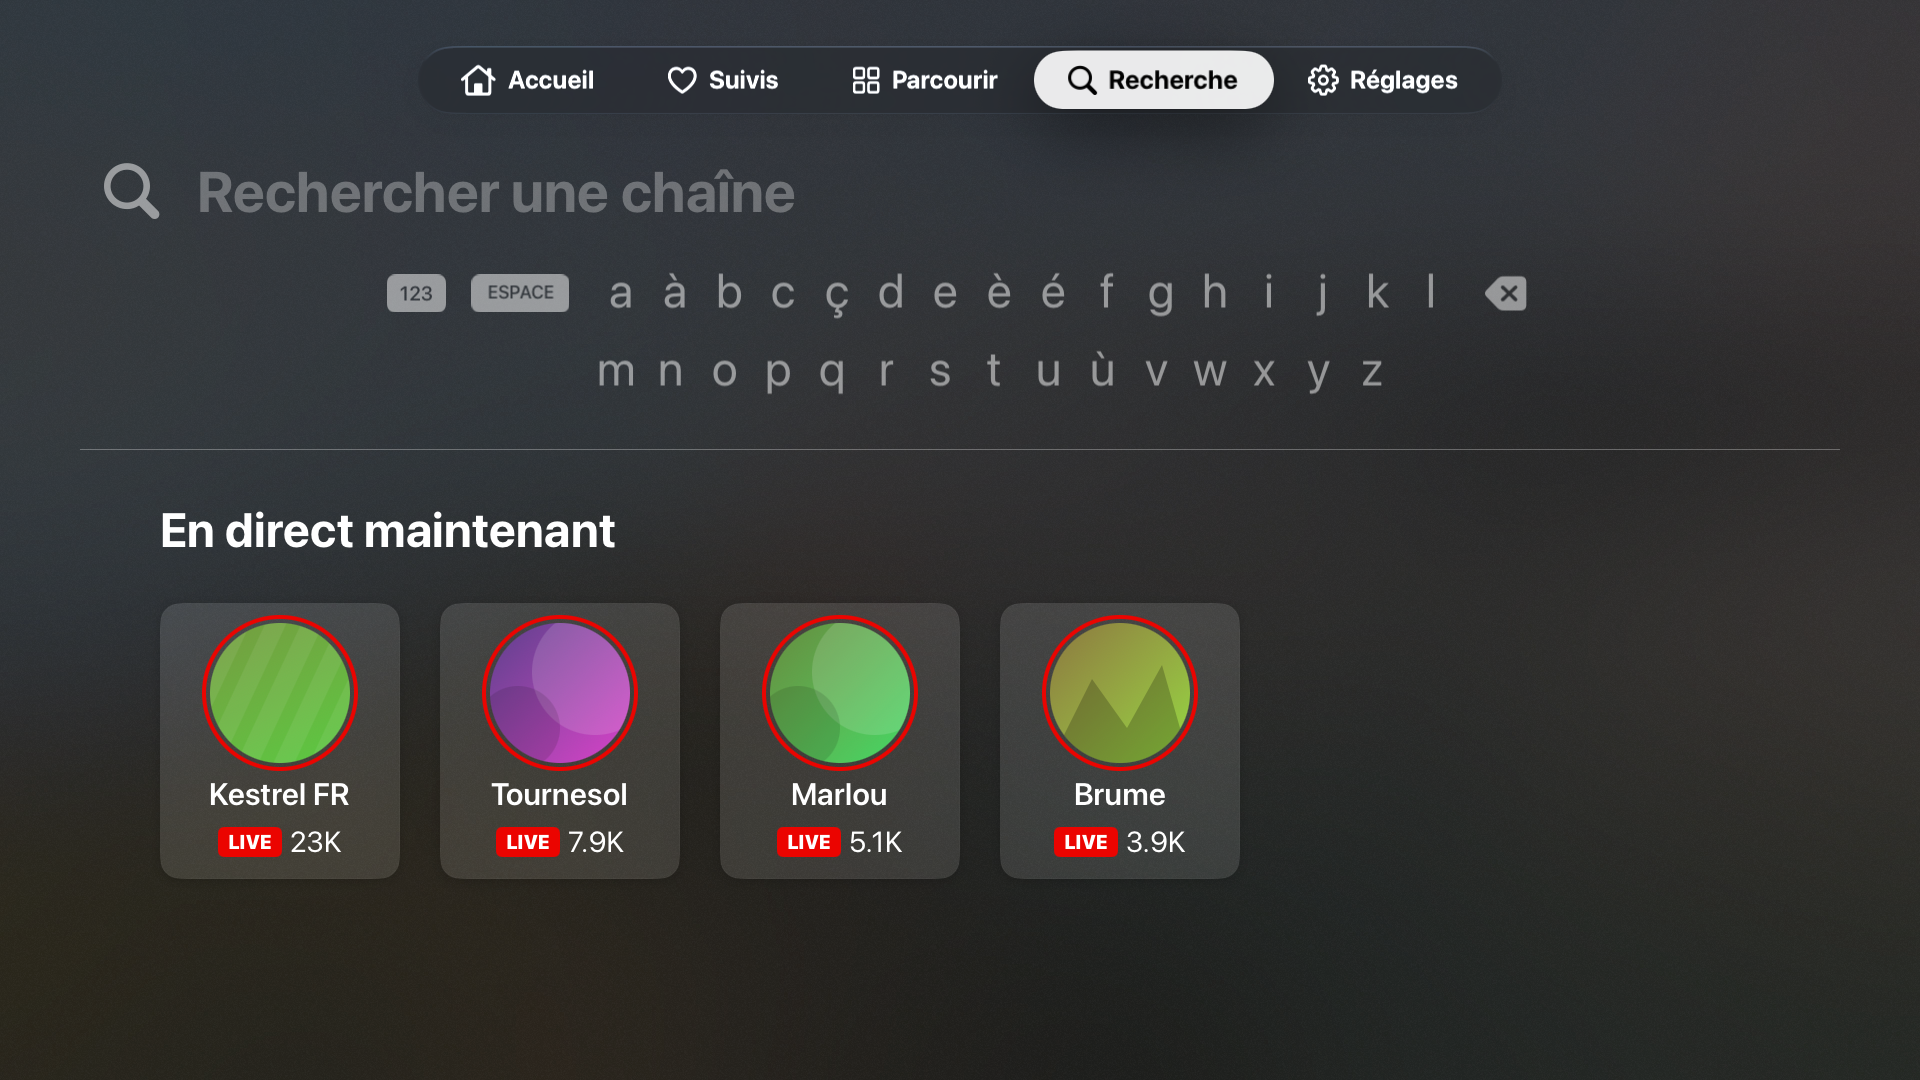 Accueil Suivis Parcourir Recherche Réglages
Rechercher une chaîne
123 ESPACE a à b c ç d e è é f g h i j k l
m n o p q r s t u ù v w x y z
En direct maintenant
Kestrel FR
LIVE 23K
Tournesol
LIVE 7.9K
Marlou
LIVE 5.1K
Brume
LIVE 3.9K